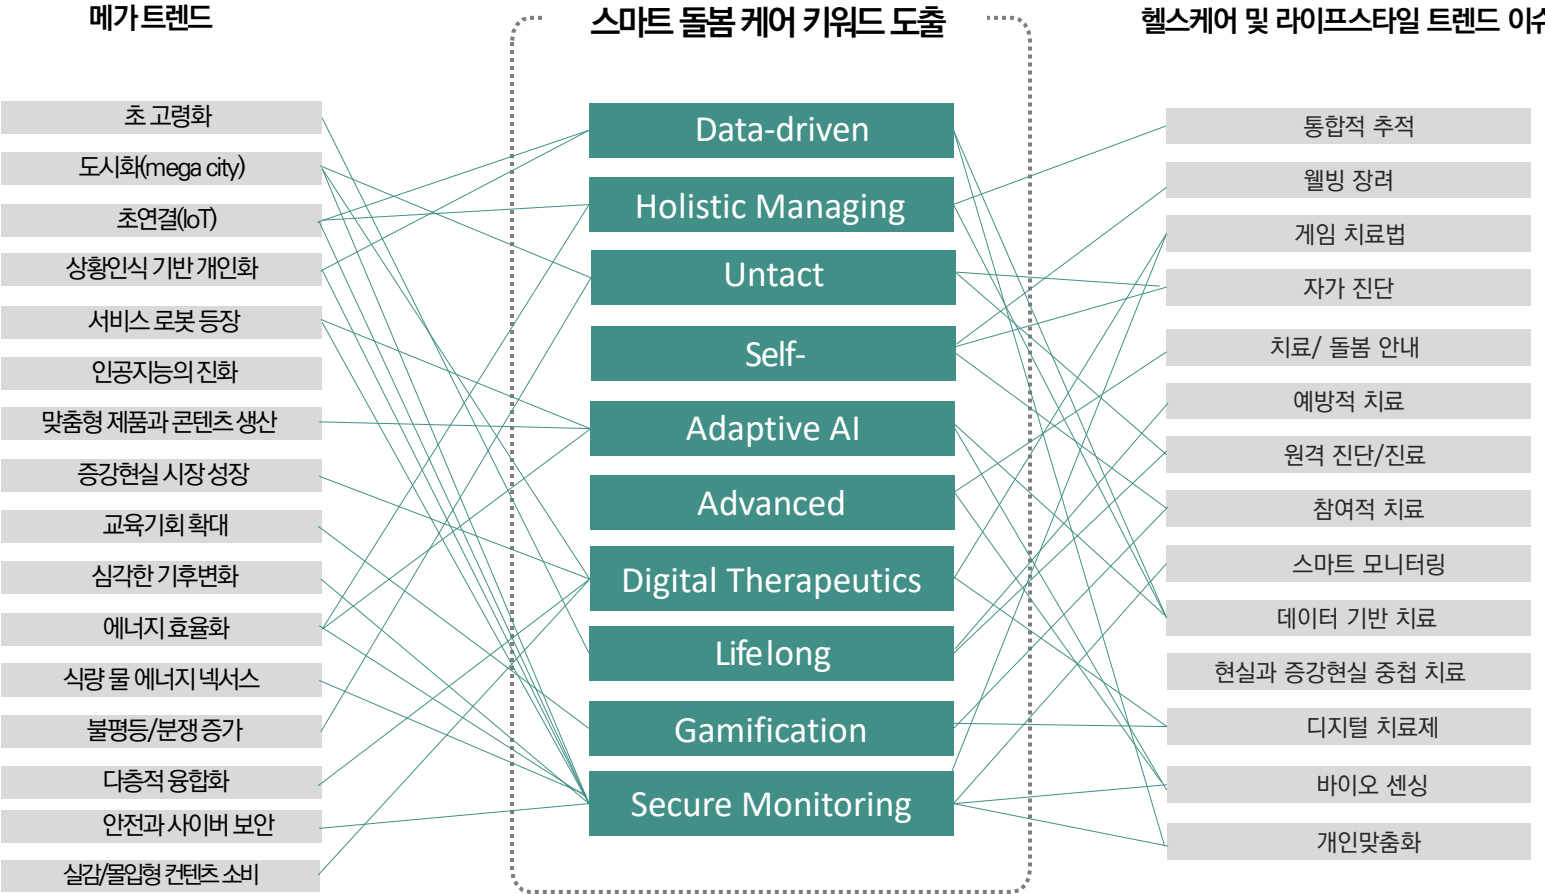 메가 트렌드
초 고령화
도시화(mega city)
초연결(IoT)
상황인식 기반 개인화
서비스 로봇 등장
인공지능의 진화
맞춤형 제품과 콘텐츠 생산
증강현실 시장 성장
교육기회 확대
심각한 기후변화
에너지 효율화
식량 물 에너지 넥서스
불평등/분쟁 증가
다층적 융합화
안전과 사이버 보안
실감/몰입형 컨텐츠 소비
스마트 돌봄 케어 키워드 도출
Data-driven
Holistic Managing
Untact
Self-
Adaptive AI
Advanced
Digital Therapeutics
Life long
Gamification
Secure Monitoring
헬스케어 및 라이프스타일 트렌드 이슈
통합적 추적
웰빙 장려
게임 치료법
자가 진단
치료/ 돌봄 안내
예방적 치료
원격 진단/진료
참여적 치료
스마트 모니터링
데이터 기반 치료
현실과 증강현실 중첩 치료
디지털 치료제
바이오 센싱
개인맞춤화